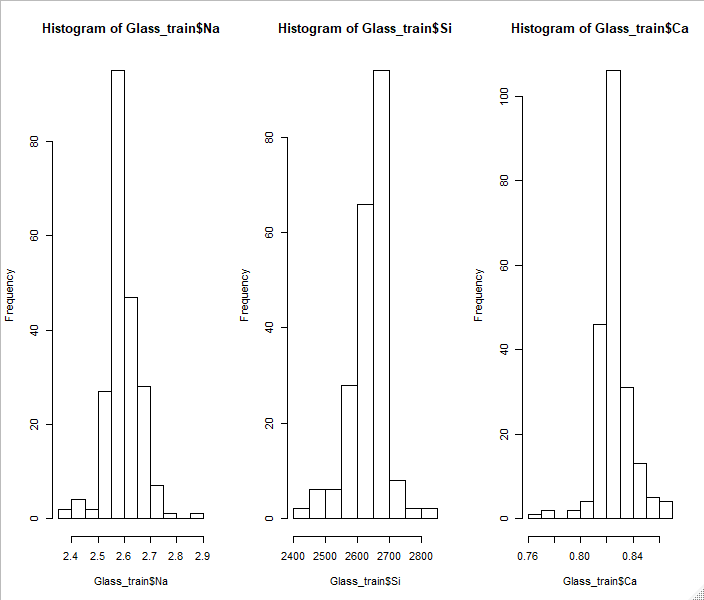 Histogram of Glass_train$Na
Frequency
0
20
40
60
80
2.4 2.5 2.6 2.7 2.8 2.9
Glass_train$Na
Histogram of Glass_train$Si
Frequency
0
20
40
60
80
2400 2500 2600 2700 2800
Glass_train$Si
Histogram of Glass_train$Ca
Frequency
0
20
40
60
80
100
0.76 0.80 0.84
Glass_train$Ca